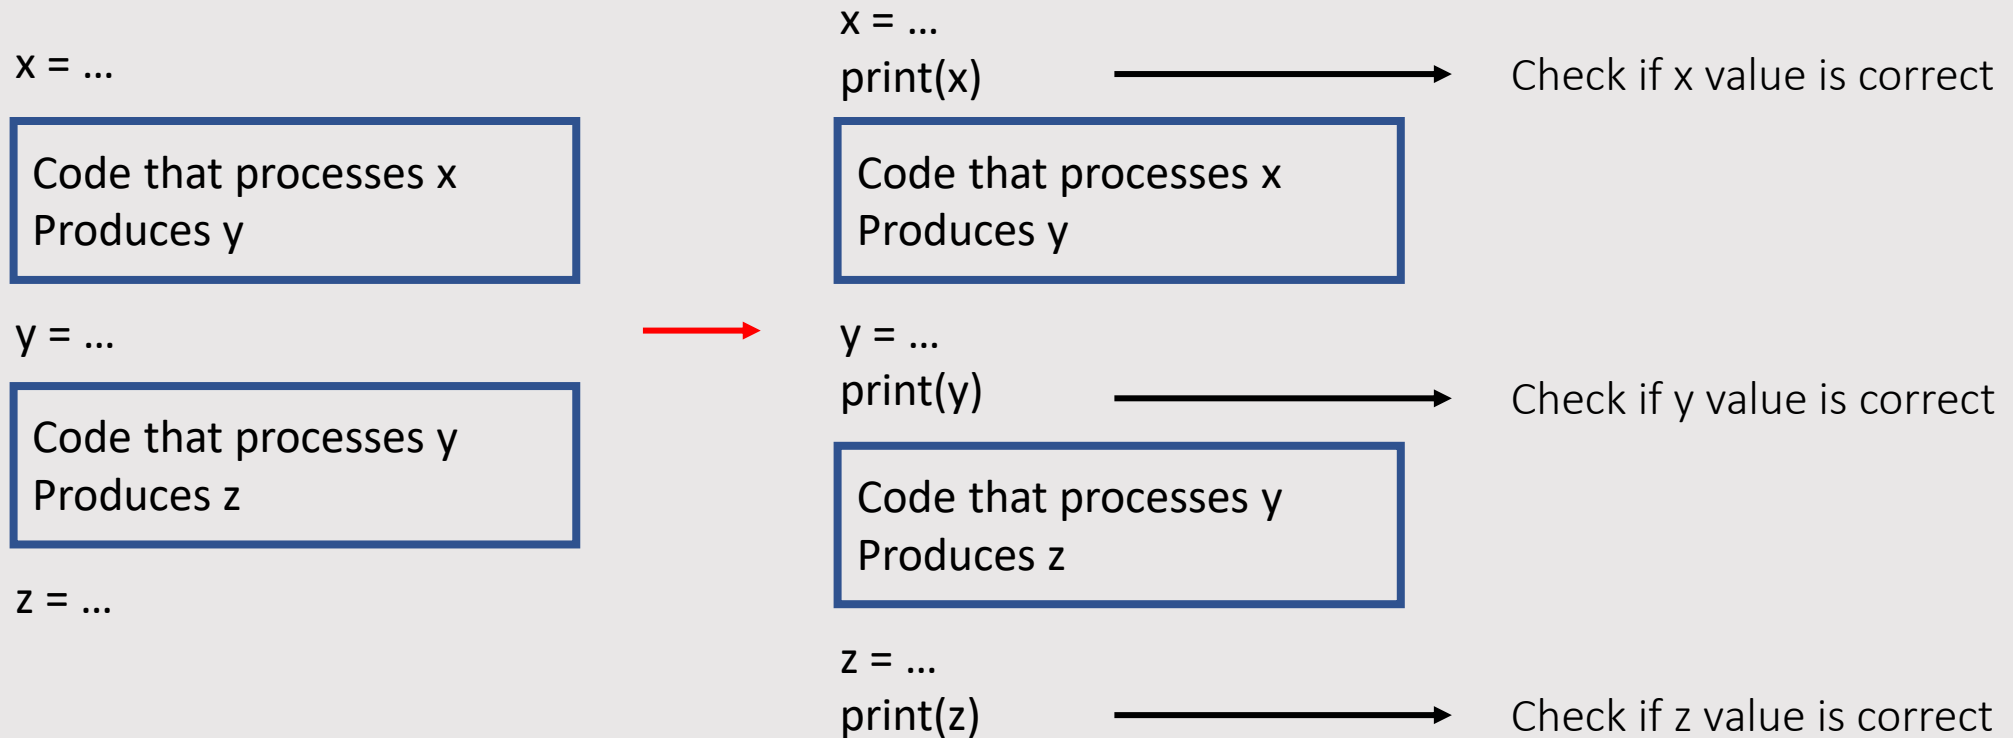 x = …
Code that processes x
Produces y
y = …
Code that processes y
Produces z
z = …
x = …
print(x)
Check if x value is correct
Code that processes x
Produces y
y = …
print(y)
Check if y value is correct
Code that processes y
Produces z
z = …
print(z)
Check if z value is correct